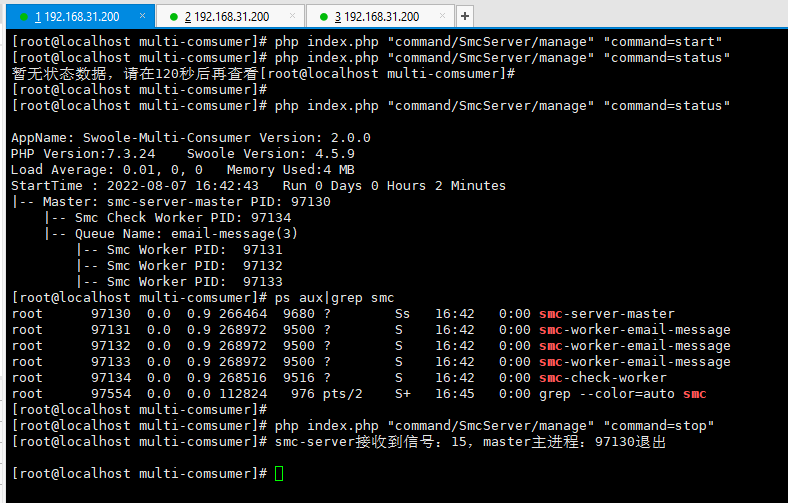 1 192.168.31.200 × 2 192.168.31.200 × 3 192.168.31.200 × +
[root@localhost multi-comsumer]# php index.php "command/SmcServer/manage" "command=start"
[root@localhost multi-comsumer]# php index.php "command/SmcServer/manage" "command=status"
暂无状态数据，请在120秒后再查看[root@localhost multi-comsumer]#
[root@localhost multi-comsumer]#
[root@localhost multi-comsumer]# php index.php "command/SmcServer/manage" "command=status"
AppName: Swoole-Multi-Consumer Version: 2.0.0
PHP Version:7.3.24    Swoole Version: 4.5.9
Load Average: 0.01, 0, 0   Memory Used:4 MB
StartTime : 2022-08-07 16:42:43   Run 0 Days 0 Hours 2 Minutes
|-- Master: smc-server-master PID: 97130
    |-- Smc Check Worker PID: 97134
    |-- Queue Name: email-message(3)
        |-- Smc Worker PID:  97131
        |-- Smc Worker PID:  97132
        |-- Smc Worker PID:  97133
[root@localhost multi-comsumer]# ps aux|grep smc
root      97130  0.0  0.9 266464  9680 ?        Ss   16:42   0:00 smc-server-master
root      97131  0.0  0.9 268972  9500 ?        S    16:42   0:00 smc-worker-email-message
root      97132  0.0  0.9 268972  9500 ?        S    16:42   0:00 smc-worker-email-message
root      97133  0.0  0.9 268972  9500 ?        S    16:42   0:00 smc-worker-email-message
root      97134  0.0  0.9 268516  9516 ?        S    16:42   0:00 smc-check-worker
root      97554  0.0  0.0 112824   976 pts/2    S+   16:45   0:00 grep --color=auto smc
[root@localhost multi-comsumer]#
[root@localhost multi-comsumer]# php index.php "command/SmcServer/manage" "command=stop"
[root@localhost multi-comsumer]# smc-server接收到信号：15，master主进程：97130退出
[root@localhost multi-comsumer]#